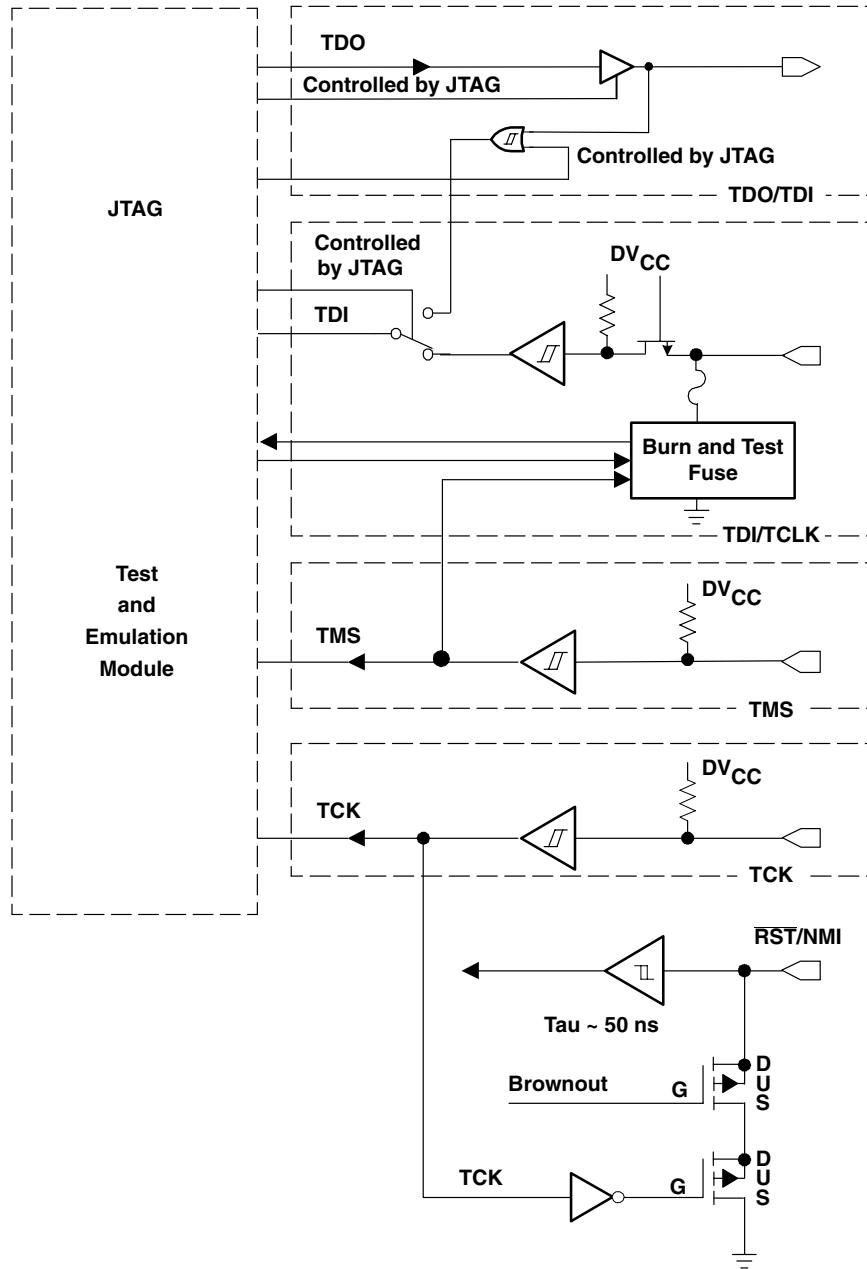 TDO
Controlled by JTAG
Controlled by JTAG
TDO/TDI
JTAG
Controlled
by JTAG
TDI
DVCC
Burn and Test
Fuse
TDI/TCLK
Test
and
Emulation
Module
TMS
DVCC
TMS
TCK
DVCC
TCK
RST/NMI
Tau ~ 50 ns
Brownout
G
D
U
S
TCK
G
D
U
S